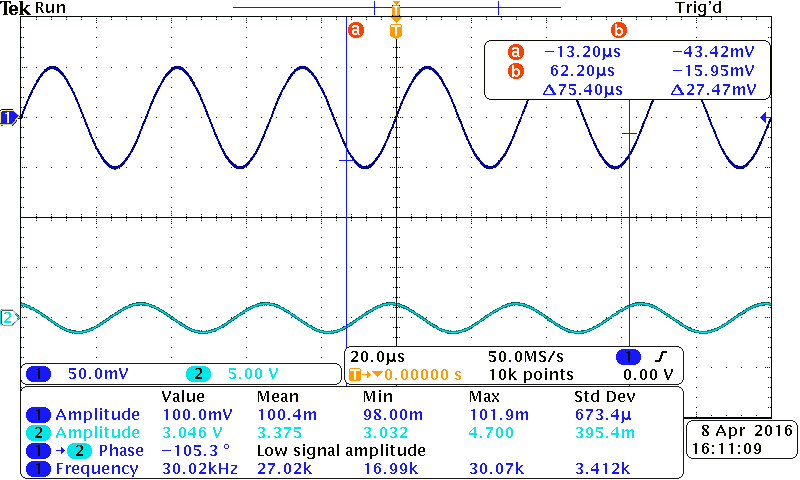 Tek Run Trig'd
T
a T b
a −13.20µs −43.42mV
b 62.20µs −15.95mV
Δ75.40µs Δ27.47mV
1
2
1 50.0mV 2 5.00 V
20.0µs 50.0MS/s 1
T→▼0.00000 s 10k points 0.00 V
Value Mean Min Max Std Dev
1 Amplitude 100.0mV 100.4m 98.00m 101.9m 673.4µ
2 Amplitude 3.046 V 3.375 3.032 4.700 395.4m
1 → 2 Phase −105.3 ° Low signal amplitude
1 Frequency 30.02kHz 27.02k 16.99k 30.07k 3.412k
8 Apr 2016
16:11:09